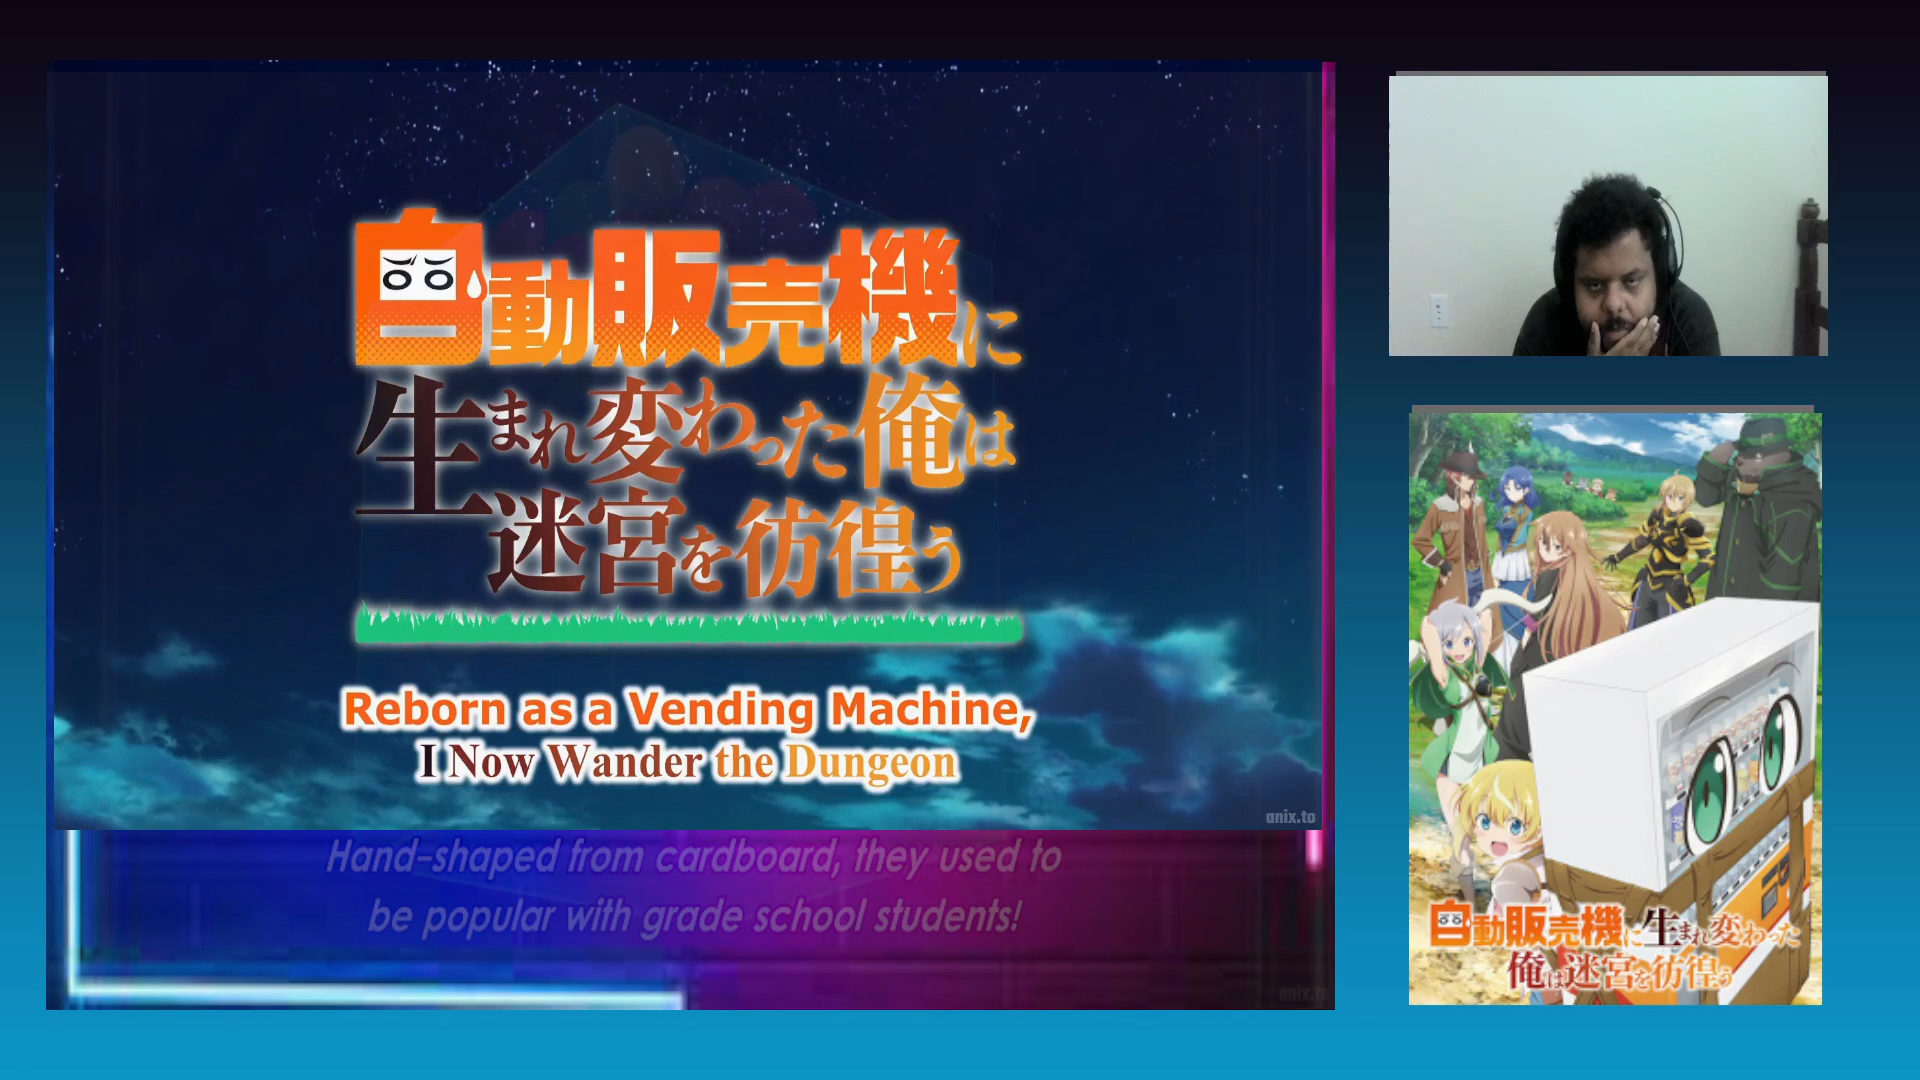 自動販売機に
生まれ変わった俺は
迷宮を彷徨う
Reborn as a Vending Machine,
I Now Wander the Dungeon
anix.to
Hand-shaped from cardboard, they used to
be popular with grade school students!
anix.to
自動販売機に生まれ変わった
俺は迷宮を彷徨う